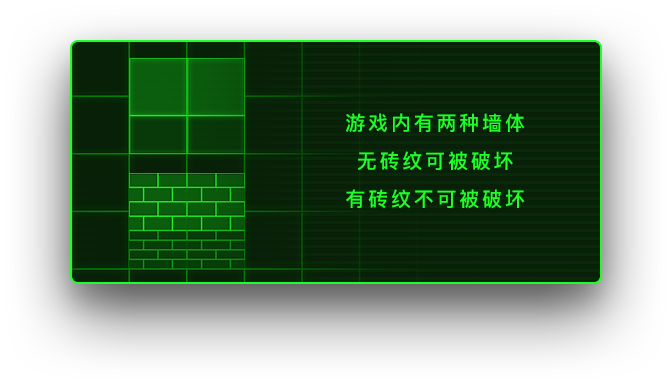 游戏内有两种墙体
无砖纹可被破坏
有砖纹不可被破坏